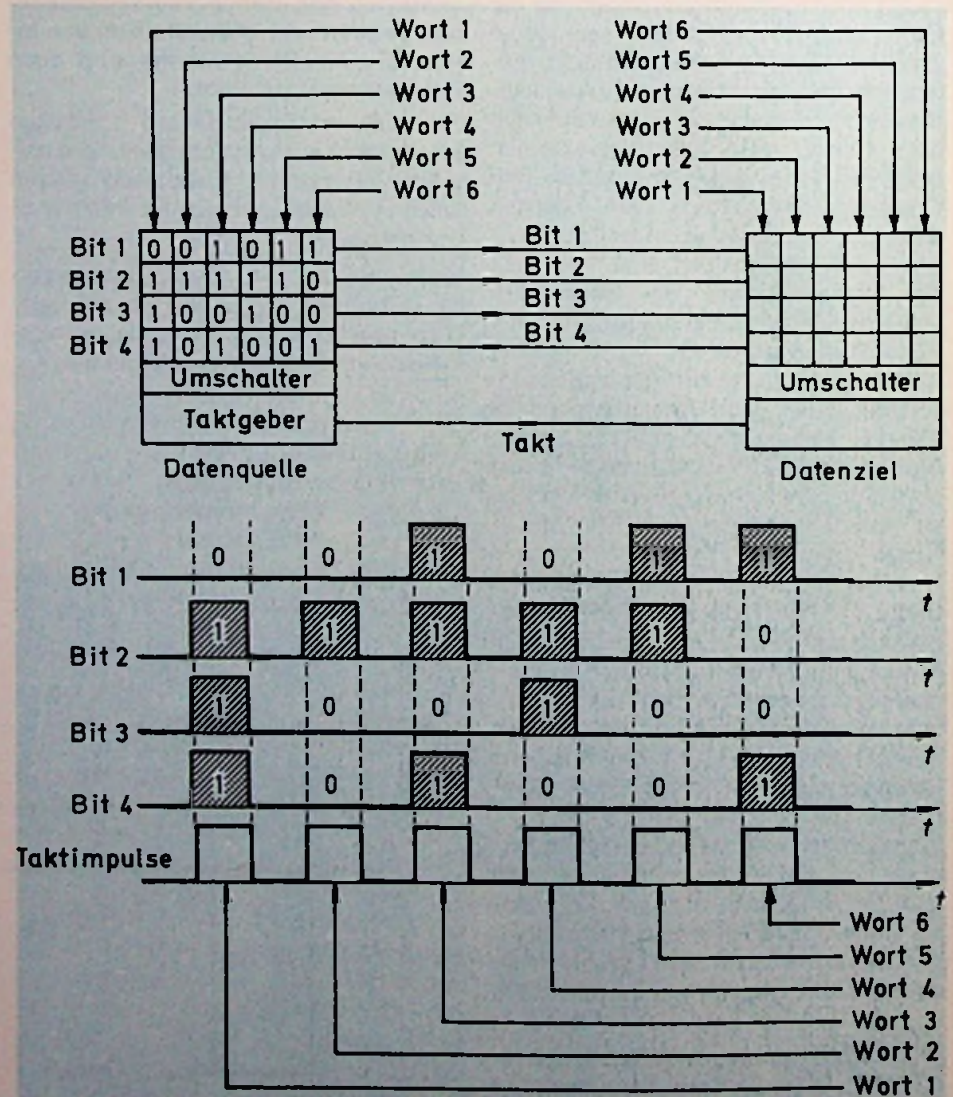 Wort 1 Wort 6
Wort 2 Wort 5
Wort 3 Wort 4
Wort 4 Wort 3
Wort 5 Wort 2
Wort 6 Wort 1
Bit 1 0 0 1 0 1 1 Bit 1
Bit 2 1 1 1 1 1 0 Bit 2
Bit 3 1 0 0 1 0 0 Bit 3
Bit 4 1 0 1 0 0 1 Bit 4
Umschalter Umschalter
Taktgeber Takt
Datenquelle Datenziel
Bit 1 0 0 1 0 1 1 t
Bit 2 1 1 1 1 1 0 t
Bit 3 1 0 0 1 0 0 t
Bit 4 1 0 1 0 0 1 t
Taktimpulse t
Wort 6
Wort 5
Wort 4
Wort 3
Wort 2
Wort 1